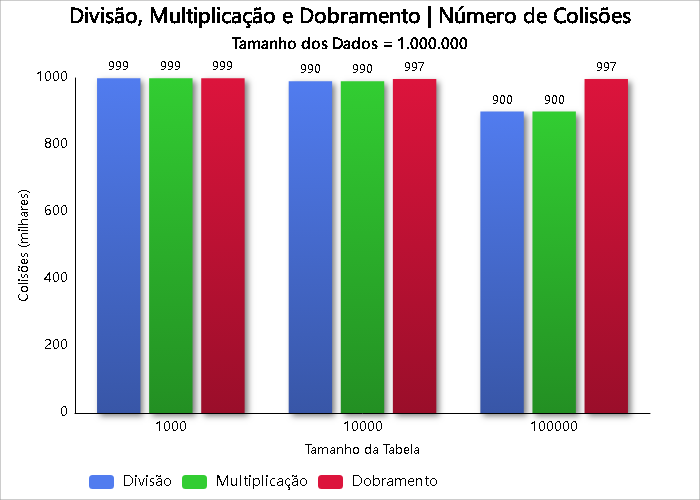 Divisão, Multiplicação e Dobramento | Número de Colisões
Tamanho dos Dados = 1.000.000
999 999 999 990 990 997 900 900 997
1000
800
600
400
200
0
Colisões (milhares)
1000 10000 100000
Tamanho da Tabela
Divisão Multiplicação Dobramento